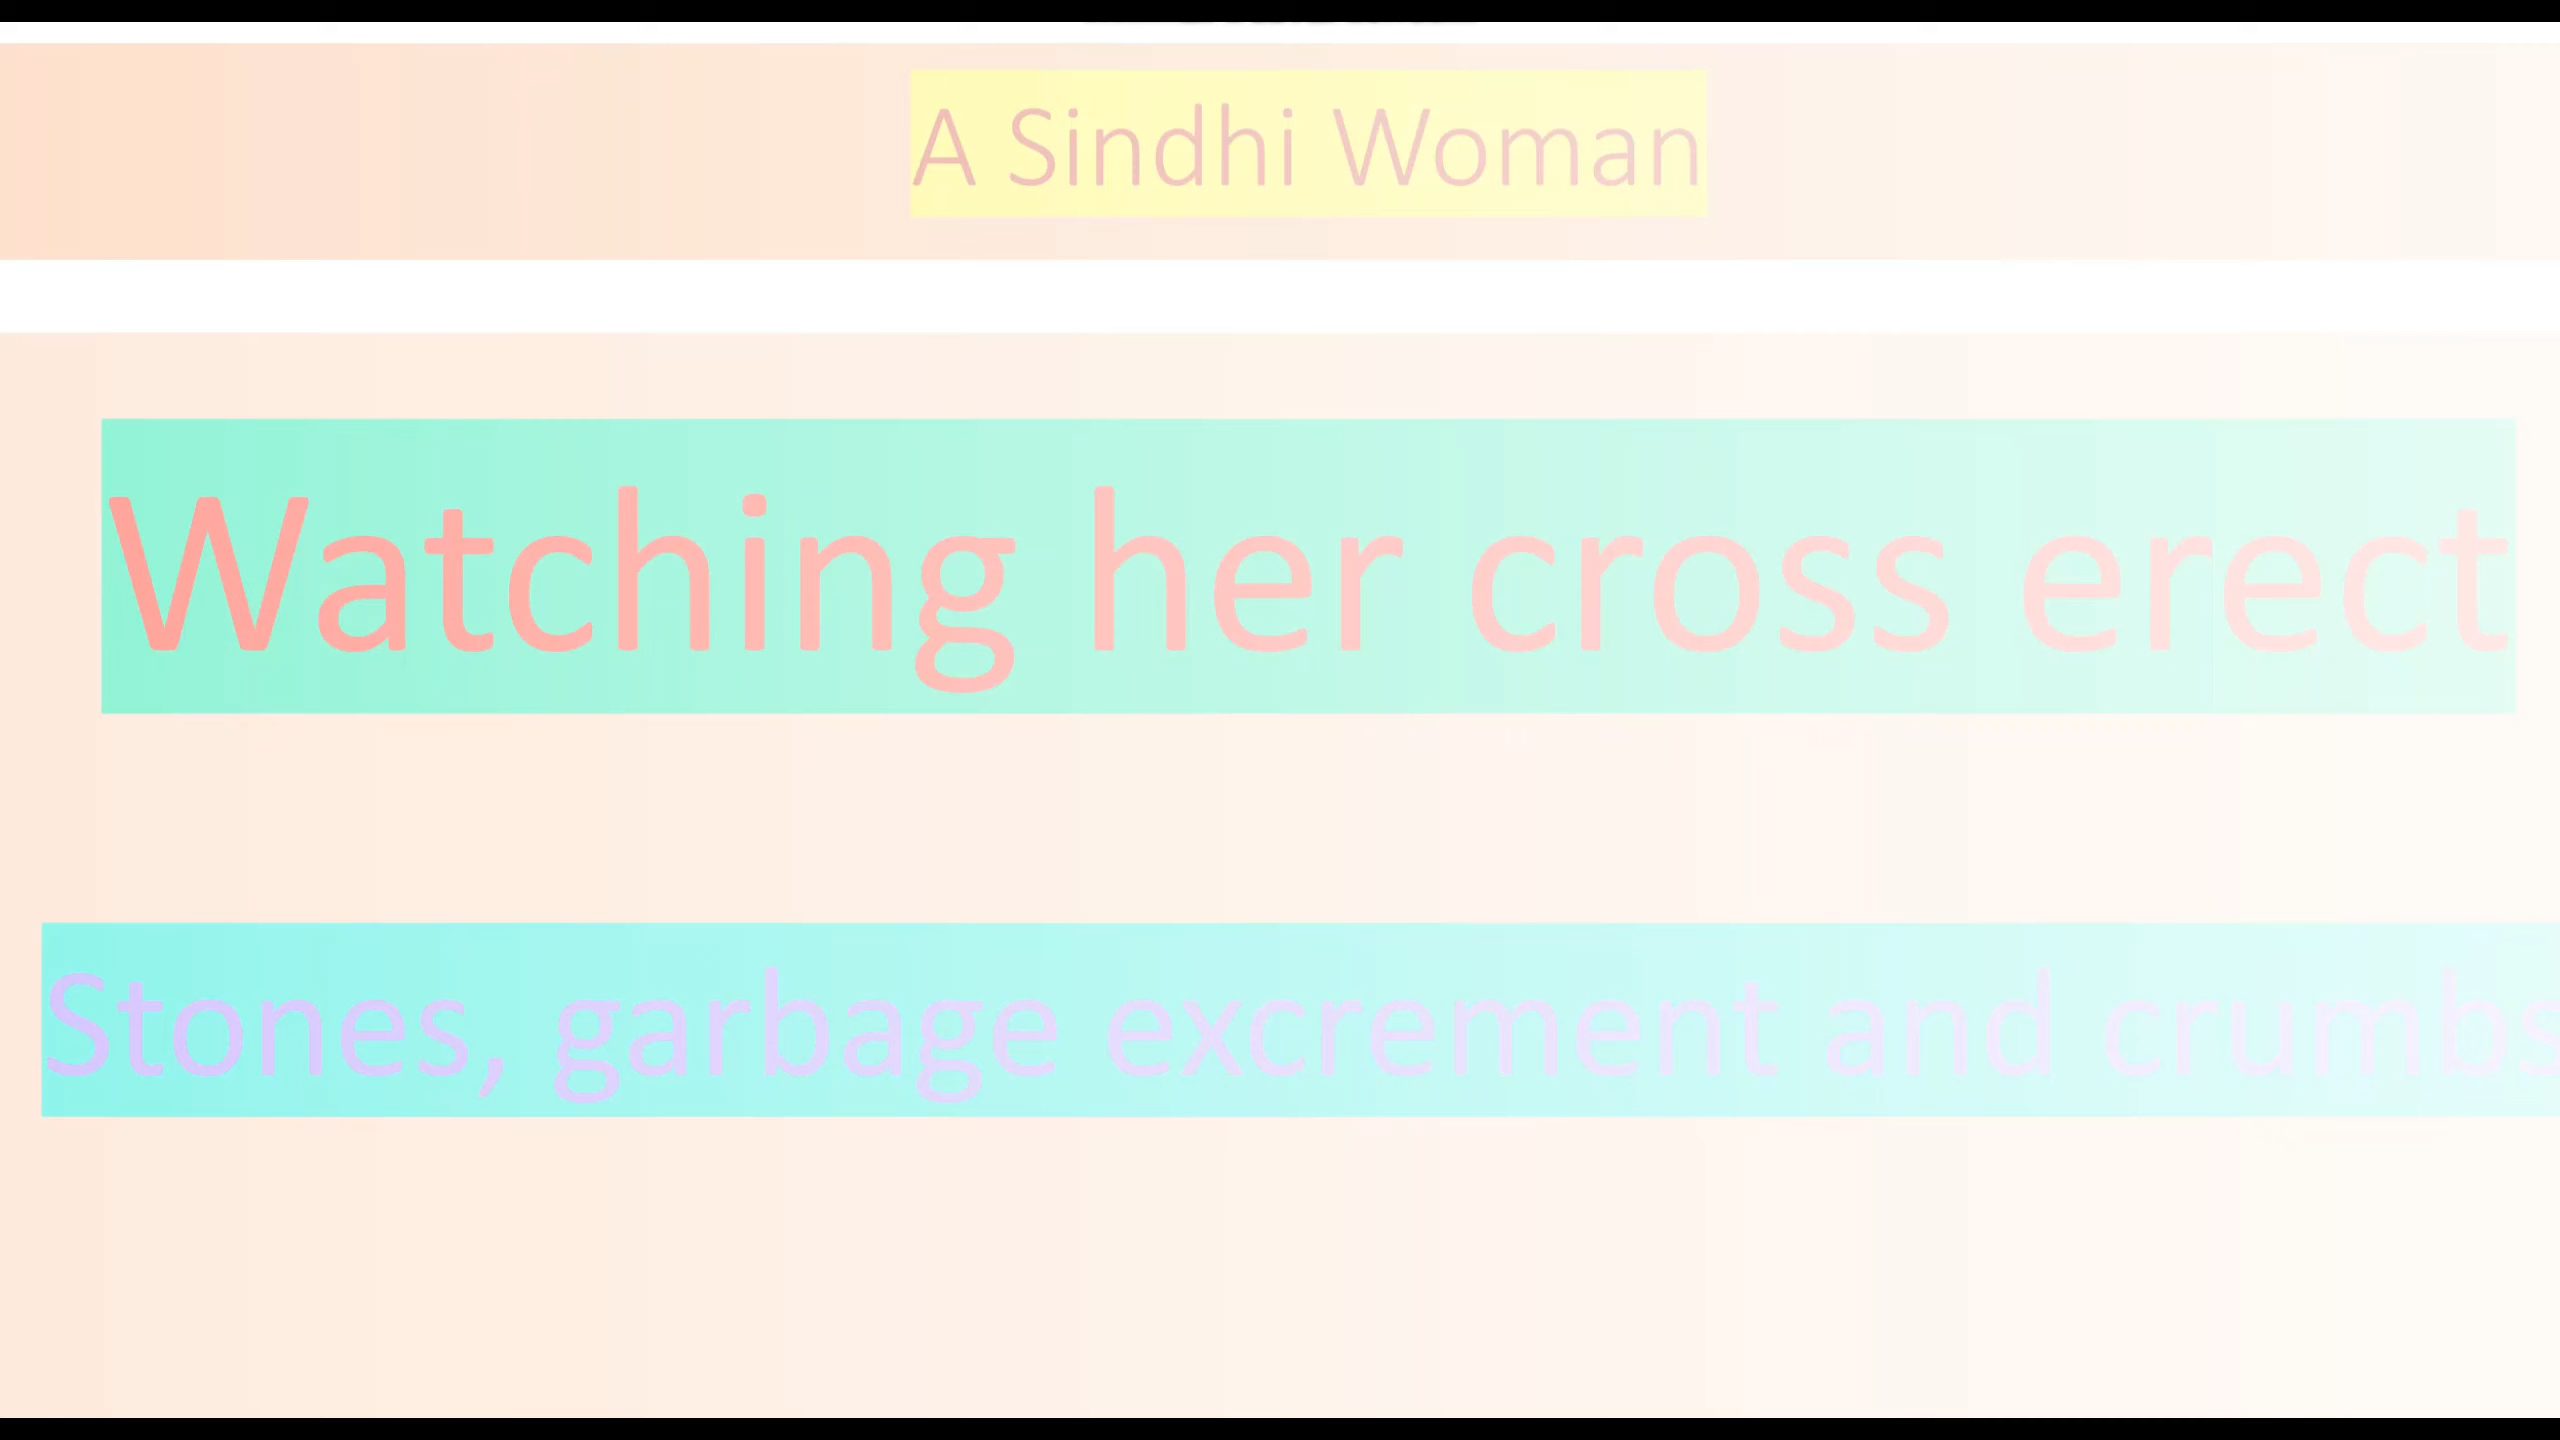 A Sindhi Woman
Watching her cross erect
Stones, garbage excrement and crumbs